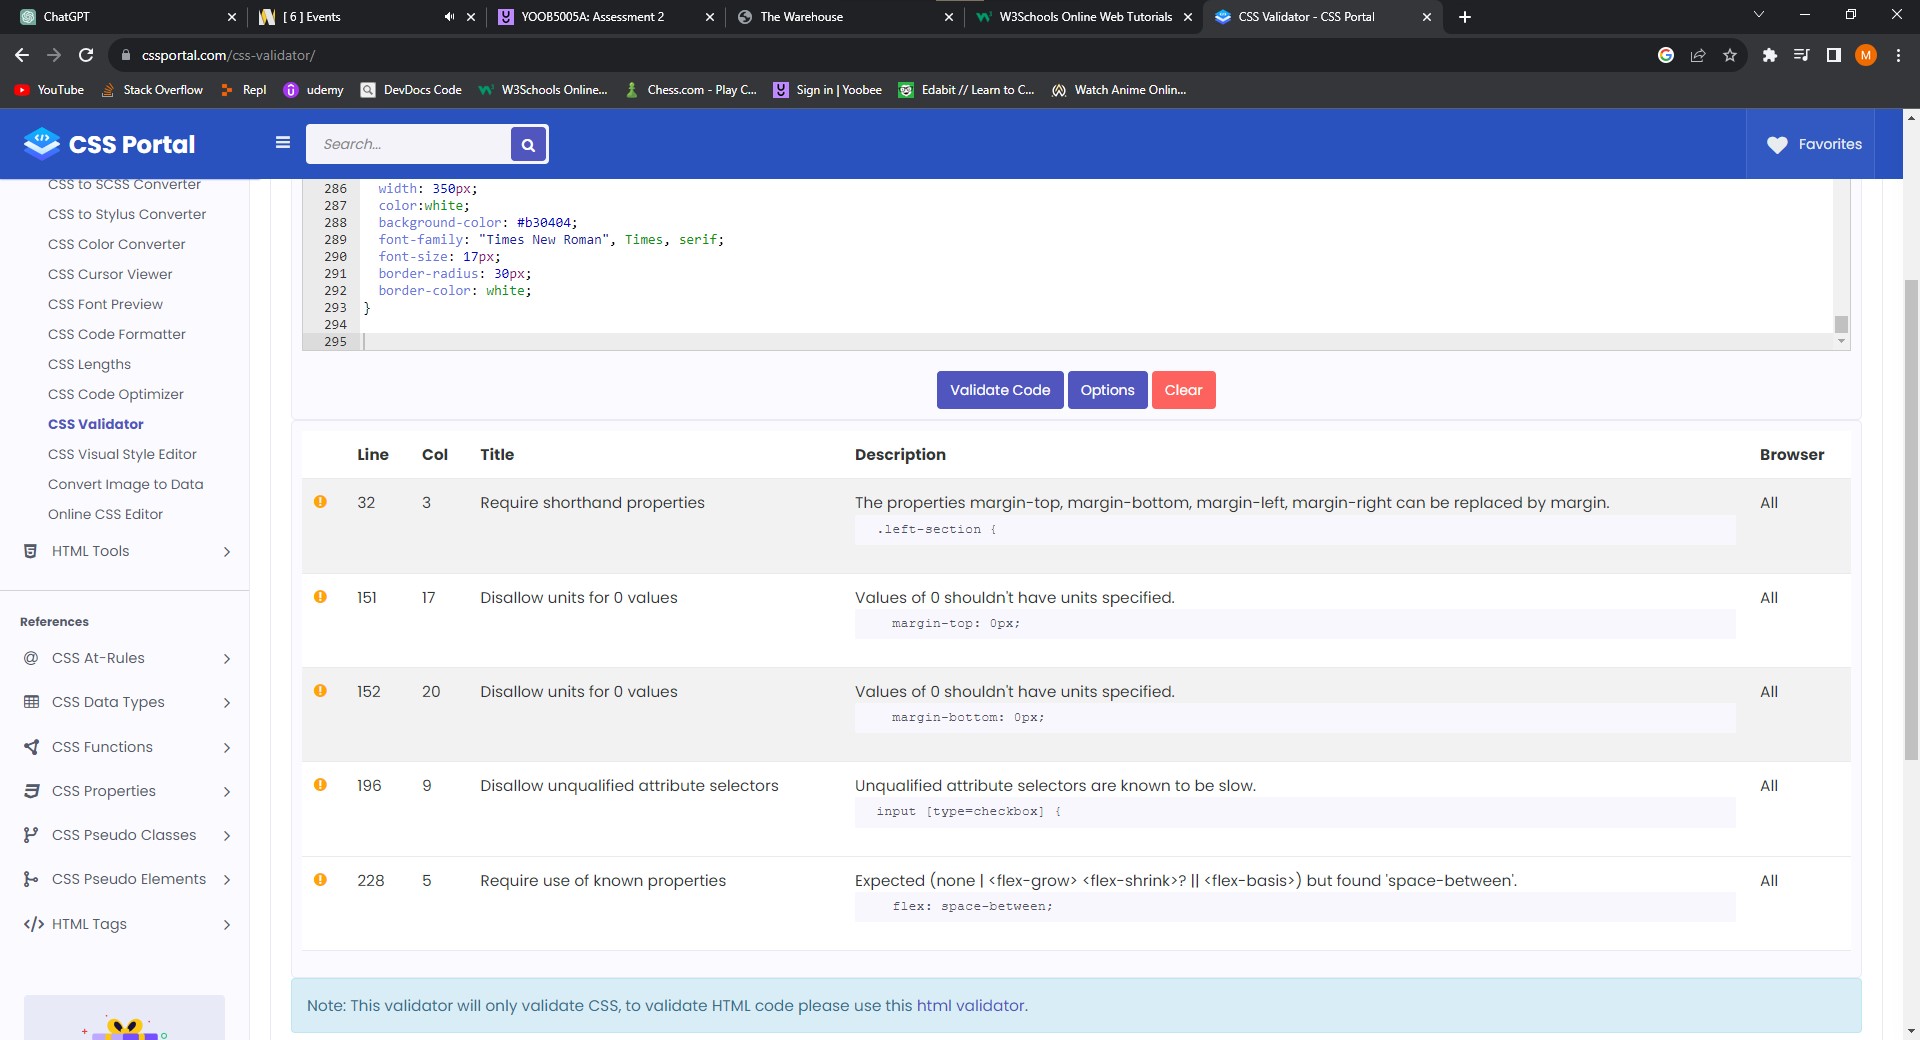 ChatGPT
[ 6 ] Events
YOOB5005A: Assessment 2
The Warehouse
W3Schools Online Web Tutorials
CSS Validator - CSS Portal
cssportal.com/css-validator/
M
YouTube
Stack Overflow
Repl
udemy
DevDocs Code
W3Schools Online...
Chess.com - Play C...
Sign in | Yoobee
Edabit // Learn to C...
Watch Anime Onlin...
CSS Portal
Search...
Favorites
CSS to SCSS Converter
CSS to Stylus Converter
CSS Color Converter
CSS Cursor Viewer
CSS Font Preview
CSS Code Formatter
CSS Lengths
CSS Code Optimizer
CSS Validator
CSS Visual Style Editor
Convert Image to Data
Online CSS Editor
HTML Tools
References
CSS At-Rules
CSS Data Types
CSS Functions
CSS Properties
CSS Pseudo Classes
CSS Pseudo Elements
HTML Tags
286 width: 350px;
287 color:white;
288 background-color: #b30404;
289 font-family: "Times New Roman", Times, serif;
290 font-size: 17px;
291 border-radius: 30px;
292 border-color: white;
293 }
294
295
Validate Code
Options
Clear
Line Col Title Description Browser
32 3 Require shorthand properties The properties margin-top, margin-bottom, margin-left, margin-right can be replaced by margin. All
.left-section {
151 17 Disallow units for 0 values Values of 0 shouldn't have units specified. All
margin-top: 0px;
152 20 Disallow units for 0 values Values of 0 shouldn't have units specified. All
margin-bottom: 0px;
196 9 Disallow unqualified attribute selectors Unqualified attribute selectors are known to be slow. All
input [type=checkbox] {
228 5 Require use of known properties Expected (none | <flex-grow> <flex-shrink>? || <flex-basis>) but found 'space-between'. All
flex: space-between;
Note: This validator will only validate CSS, to validate HTML code please use this html validator.